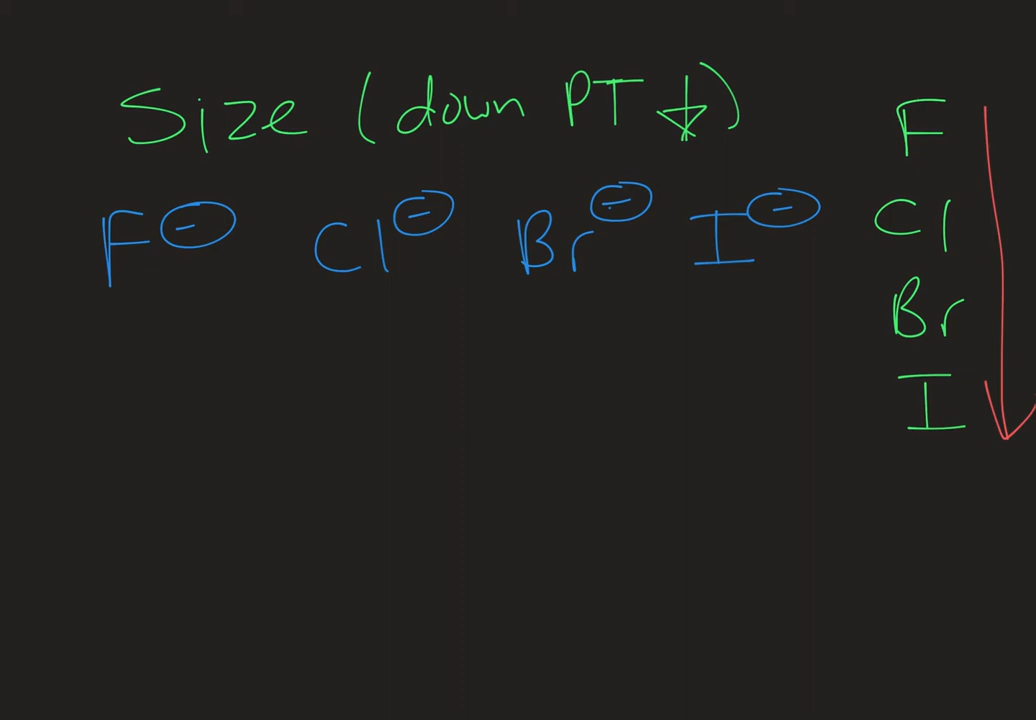 Size (down PT ↓)
F⊖ Cl⊖ Br⊖ I⊖
F
Cl
Br
I